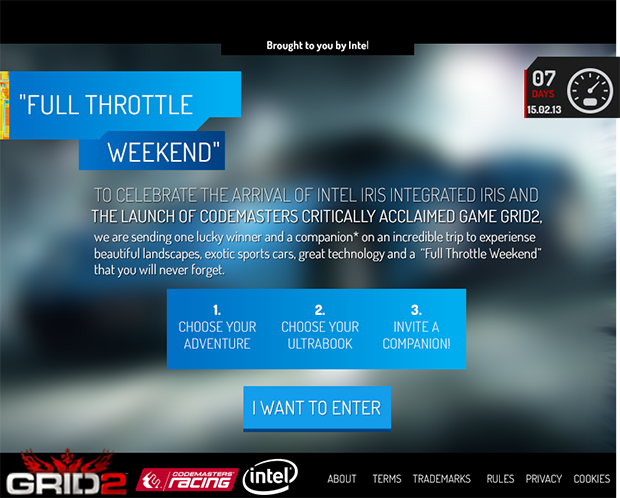 Brought to you by Intel
07
DAYS
15.02.13
"FULL THROTTLE
WEEKEND"
TO CELEBRATE THE ARRIVAL OF INTEL IRIS INTEGRATED IRIS AND
THE LAUNCH OF CODEMASTERS CRITICALLY ACCLAIMED GAME GRID2,
we are sending one lucky winner and a companion* on an incredible trip to experiense
beautiful landscapes, exotic sports cars, great technology and a “Full Throttle Weekend”
that you will never forget.
1.
CHOOSE YOUR
ADVENTURE
2.
CHOOSE YOUR
ULTRABOOK
3.
INVITE A
COMPANION!
I WANT TO ENTER
GRID2
CODEMASTERS
RACING
intel
ABOUT TERMS TRADEMARKS RULES PRIVACY COOKIES